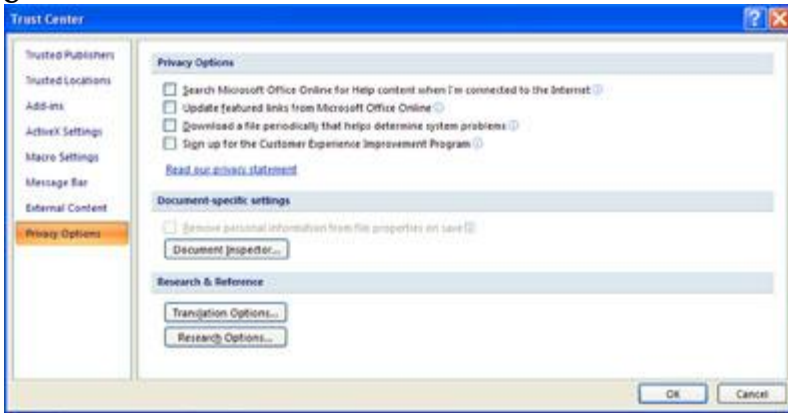 Trust Center
Trusted Publishers
Trusted Locations
Add-ins
ActiveX Settings
Macro Settings
Message Bar
External Content
Privacy Options
Privacy Options
Search Microsoft Office Online for Help content when I'm connected to the Internet
Update featured links from Microsoft Office Online
Download a file periodically that helps determine system problems
Sign up for the Customer Experience Improvement Program
Read our privacy statement
Document-specific settings
Remove personal information from file properties on save
Document Inspector...
Research & Reference
Translation Options...
Research Options...
OK
Cancel